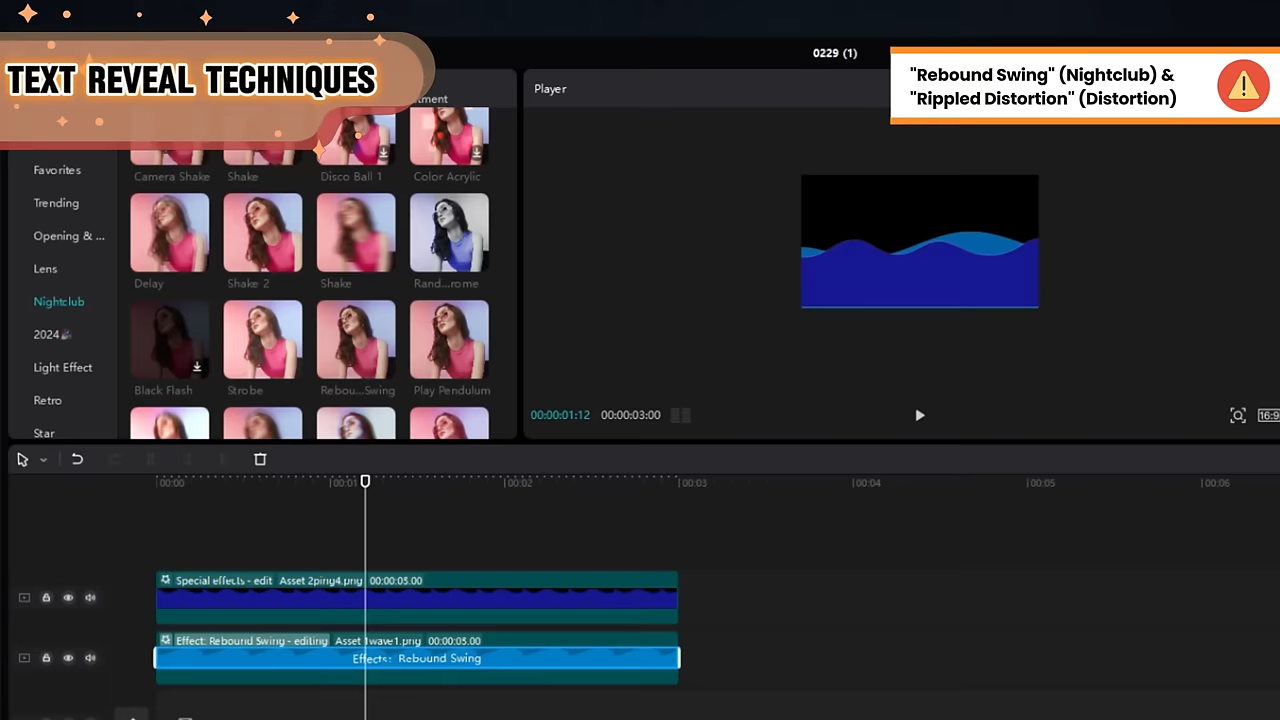 TEXT REVEAL TECHNIQUES
0229 (1)
"Rebound Swing" (Nightclub) &
"Rippled Distortion" (Distortion)
Player
Favorites
Trending
Opening & ...
Lens
Nightclub
2024
Light Effect
Retro
Star
Camera Shake
Shake
Disco Ball 1
Color Acrylic
Delay
Shake 2
Shake
Rand...rome
Black Flash
Strobe
Rebou...Swing
Play Pendulum
00:00:01:12 00:00:03:00
16:9
00:00
00:01
00:02
00:03
00:04
00:05
00:06
Special effects - edit Asset 2ping4.png 00:00:03.00
Effect: Rebound Swing - editing Asset 1wave1.png 00:00:03.00
Effects: Rebound Swing